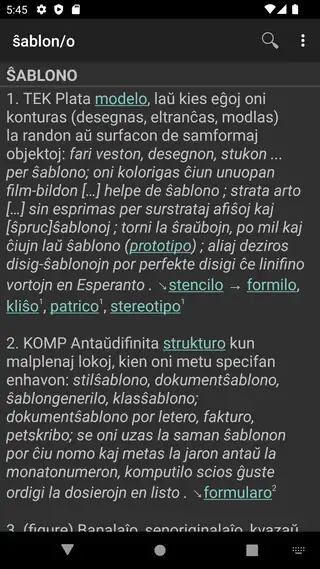 5:45
ŝablon/o
ŜABLONO
1. TEK Plata modelo, laŭ kies eĝoj oni
konturas (desegnas, eltranĉas, modlas)
la randon aŭ surfacon de samformaj
objektoj: fari veston, desegnon, stukon ...
per ŝablono; oni kolorigas ĉiun unuopan
film-bildon […] helpe de ŝablono ; strata arto
[…] sin esprimas per surstrataj afiŝoj kaj
[ŝpruc]ŝablonoj ; torni la ŝraŭbojn, po mil kaj
ĉiujn laŭ ŝablono (prototipo) ; aliaj deziros
disig-ŝablonojn por perfekte disigi ĉe linifino
vortojn en Esperanto . ↘stencilo → formilo,
kliŝo¹, patrico¹, stereotipo¹
2. KOMP Antaŭdifinita strukturo kun
malplenaj lokoj, kien oni metu specifan
enhavon: stilŝablono, dokumentŝablono,
ŝablongenerilo, klasŝablono;
dokumentŝablono por letero, fakturo,
petskribo; se oni uzas la saman ŝablonon
por ĉiu nomo kaj metas la jaron antaŭ la
monatonumeron, komputilo scios ĝuste
ordigi la dosierojn en listo . ↘formularo²
3. (figure) Banalaĵo, senoriginalaĵo, kvazaŭ